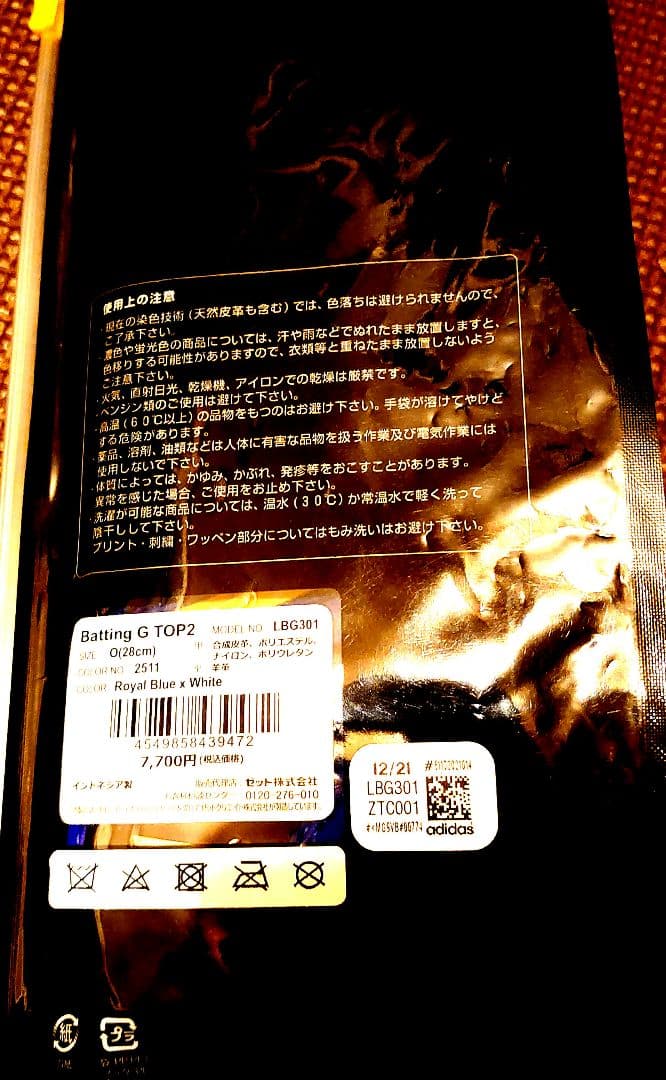 使用上の注意
・現在の染色技術(天然皮革も含む)では、色落ちは避けられませんので、
ご了承下さい。
・濃色や蛍光色の商品については、汗や雨などでぬれたまま放置しますと、
色移りする可能性がありますので、衣類等と重ねたまま放置しないよう
ご注意下さい。
・火気、直射日光、乾燥機、アイロンでの乾燥は厳禁です。
・ベンジン類のご使用は避けて下さい。
・高温(60℃以上)の品物をもつのはお避け下さい。手袋が溶けてやけど
する危険があります。
・薬品、溶剤、油類などは人体に有害な品物を扱う作業及び電気作業には
使用しないで下さい。
・体質によっては、かゆみ、かぶれ、発疹等をおこすことがあります。
異常を感じた場合、ご使用をお止め下さい。
・洗濯が可能な商品については、温水(30℃)か常温水で軽く洗って
陰干しして下さい。
プリント・刺繍・ワッペン部分についてはもみ洗いはお避け下さい。
Batting G TOP2 MODEL NO. LBG301
SIZE O(28cm) 甲 合成皮革、ポリエステル、
ナイロン、ポリウレタン
COLOR NO. 2511 平 羊革
COLOR Royal Blue x White
4549858439472
7,700円(税込価格)
インドネシア製 販売代理店: ゼット株式会社
お客様相談センター 0120-276-010
12/21
LBG301
ZTC001
adidas
紙
プラ